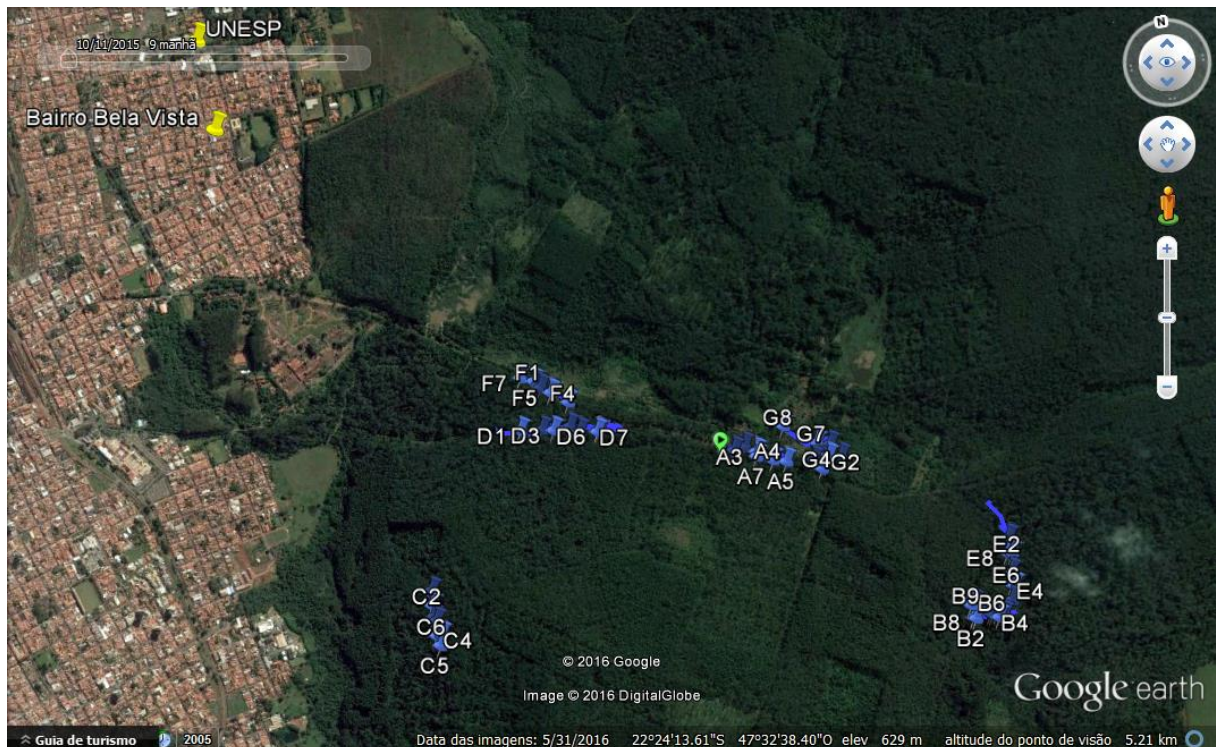 UNESP
10/11/2015 9 manhã
Bairro Bela Vista
N
F1
F7
F5
F4
D1
D3
D6
D7
G8
G7
A3
A4
G4
G2
A7
A5
E2
E8
E6
E4
B9
B6
B8
B4
B2
C2
C6
C4
C5
© 2016 Google
Image © 2016 DigitalGlobe
Google earth
Guia de turismo
2005
Data das imagens: 5/31/2016 22°24'13.61"S 47°32'38.40"O elev 629 m altitude do ponto de visão 5.21 km